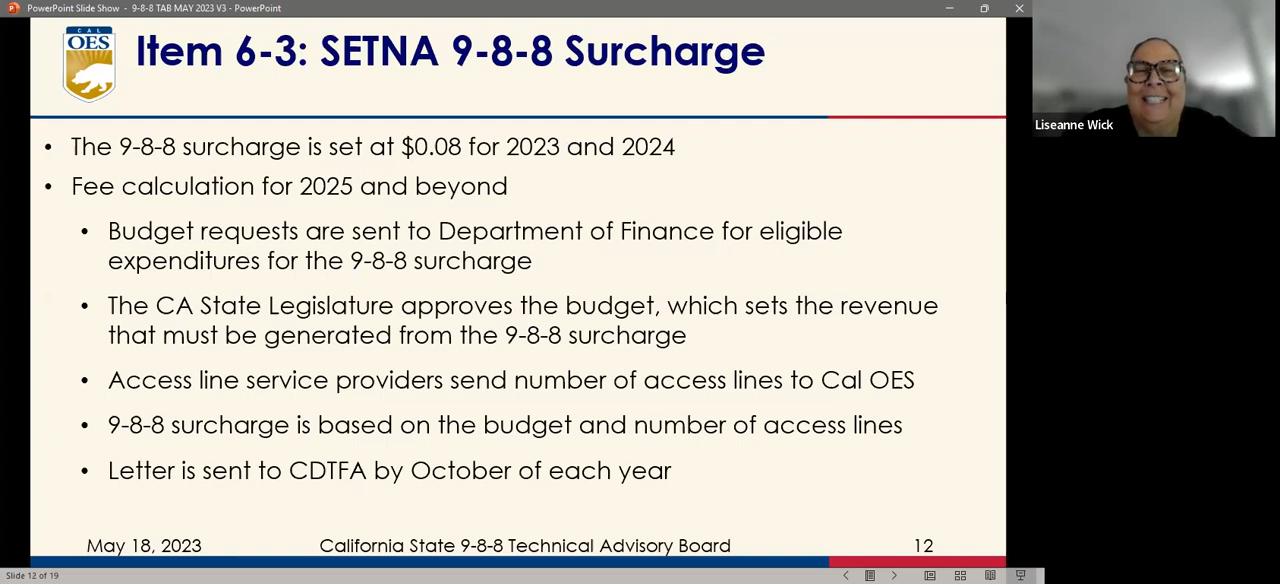 PowerPoint Slide Show - 9-8-8 TAB MAY 2023 V3 - PowerPoint
CAL
OES
Item 6-3: SETNA 9-8-8 Surcharge
Liseanne Wick
• The 9-8-8 surcharge is set at $0.08 for 2023 and 2024
• Fee calculation for 2025 and beyond
• Budget requests are sent to Department of Finance for eligible
expenditures for the 9-8-8 surcharge
• The CA State Legislature approves the budget, which sets the revenue
that must be generated from the 9-8-8 surcharge
• Access line service providers send number of access lines to Cal OES
• 9-8-8 surcharge is based on the budget and number of access lines
• Letter is sent to CDTFA by October of each year
May 18, 2023 California State 9-8-8 Technical Advisory Board 12
Slide 12 of 19